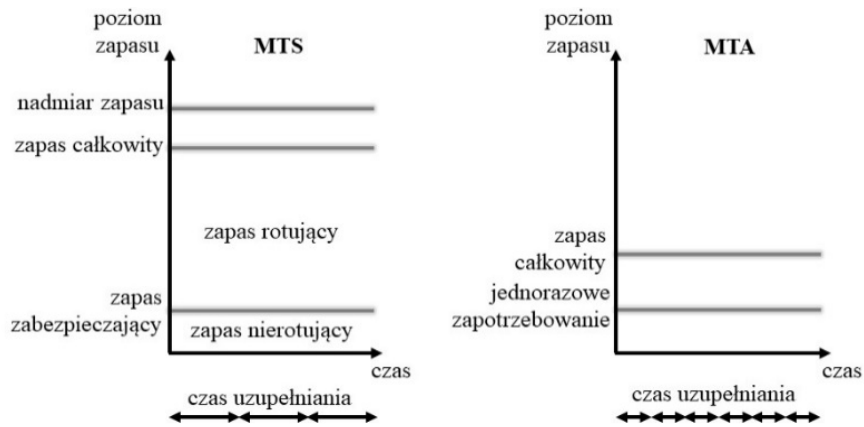 poziom
zapasu
MTS
nadmiar zapasu
zapas całkowity
zapas rotujący
zapas
zabezpieczający
zapas nierotujący
czas
czas uzupełniania
poziom
zapasu
MTA
zapas
całkowity
jednorazowe
zapotrzebowanie
czas
czas uzupełniania